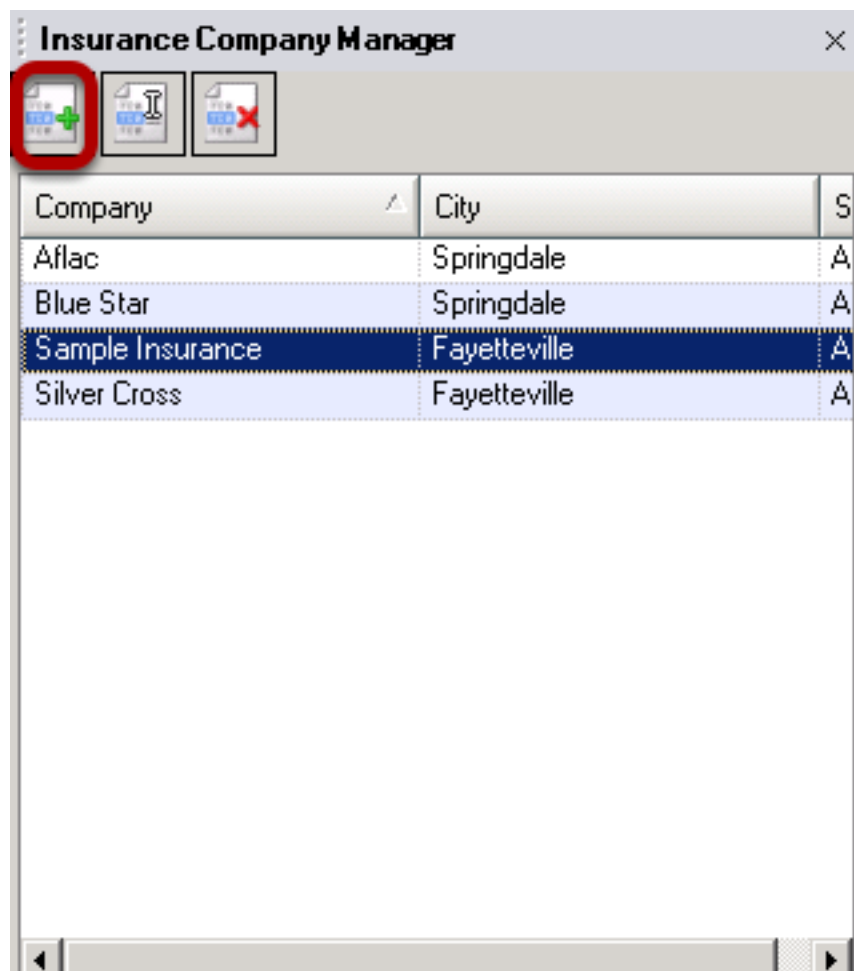 Insurance Company Manager
Company City S
Aflac Springdale A
Blue Star Springdale A
Sample Insurance Fayetteville A
Silver Cross Fayetteville A